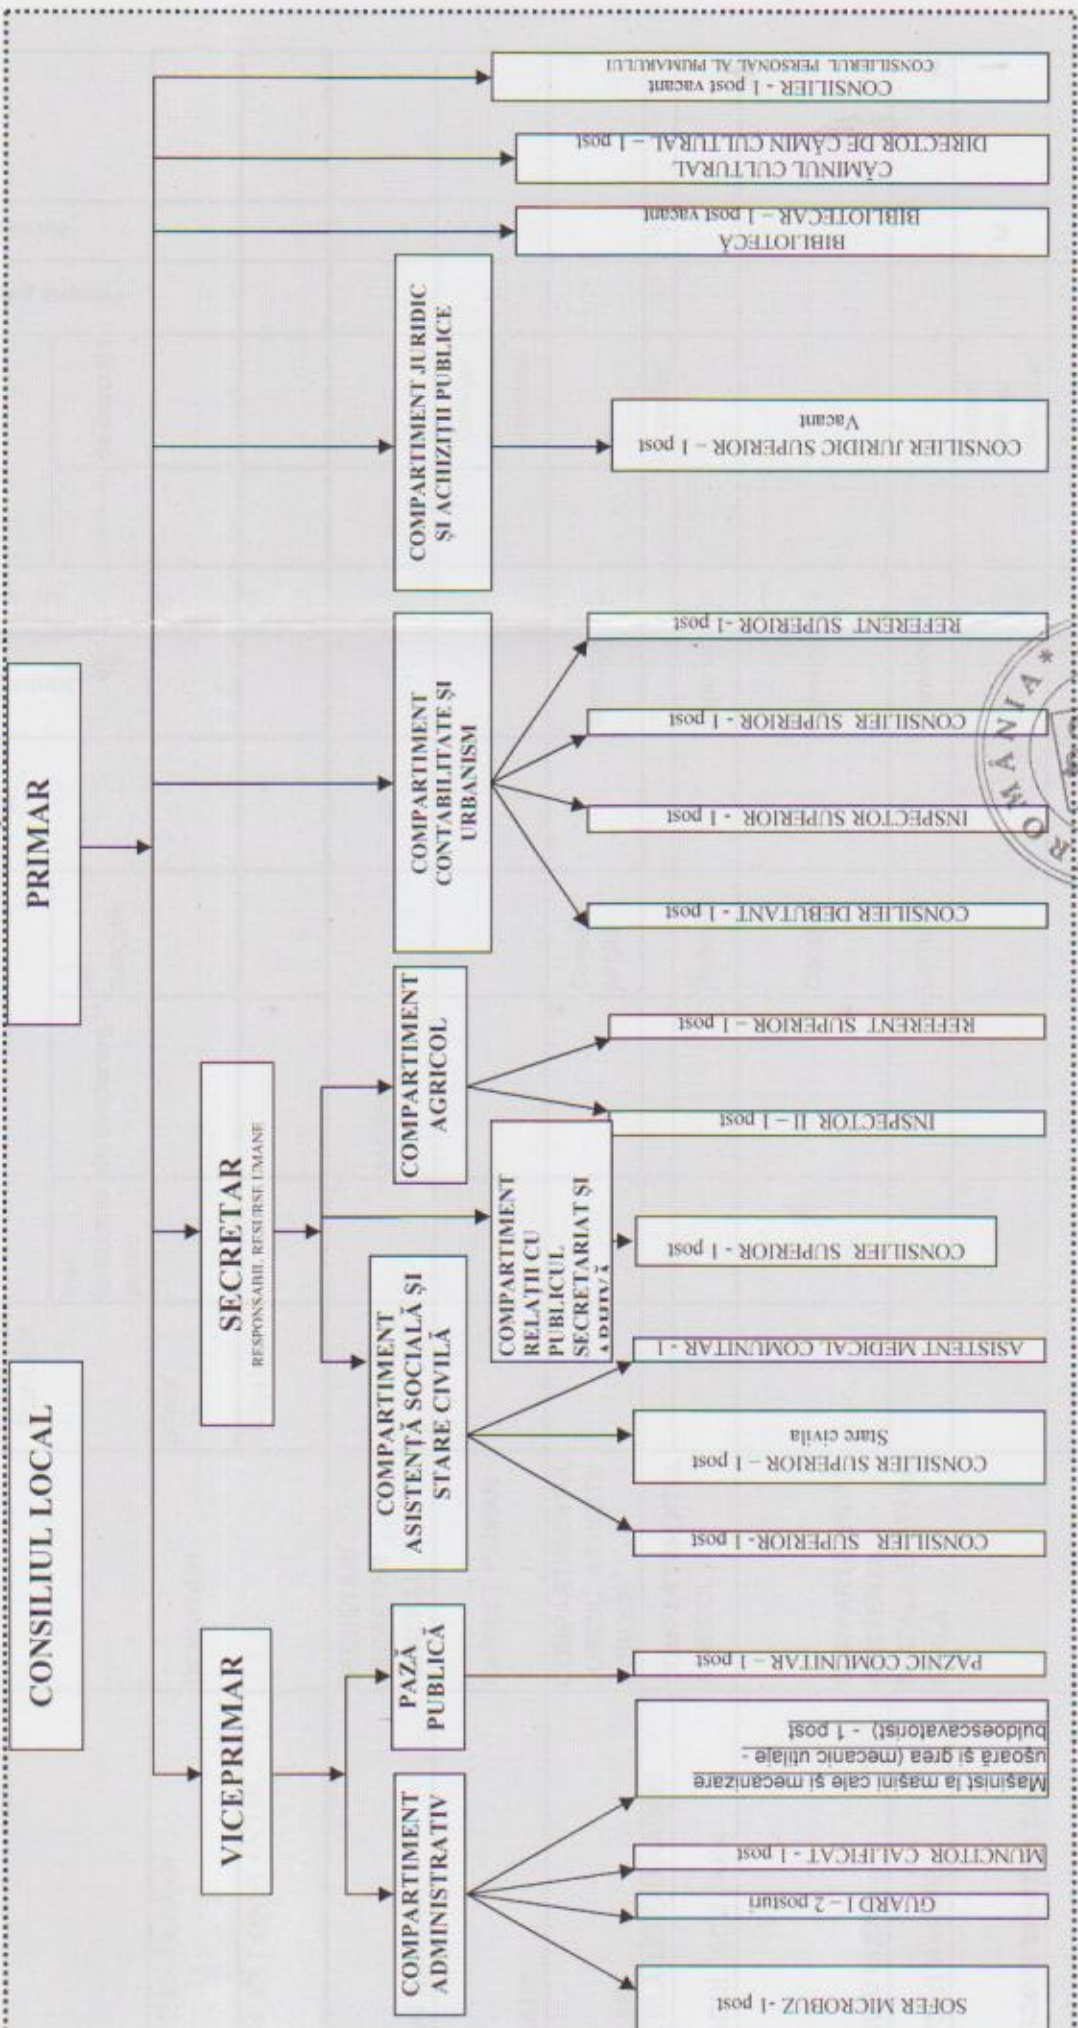 CONSILIUL LOCAL
PRIMAR
VICEPRIMAR
SECRETAR
RESPONSABIL RESURSE UMANE
COMPARTIMENT
ADMINISTRATIV
PAZĂ
PUBLICĂ
COMPARTIMENT
ASISTENȚĂ SOCIALĂ ȘI
STARE CIVILĂ
COMPARTIMENT
RELAȚII CU
PUBLICUL
SECRETARIAT ȘI
COMPARTIMENT
AGRICOL
COMPARTIMENT
CONTABILITATE ȘI
URBANISM
COMPARTIMENT JURIDIC
ȘI ACHIZIȚII PUBLICE
SOFER MICROBUZ -1 post
GUARD I – 2 posturi
MUNCITOR CALIFICAT - 1 post
Mașinist la mașini cale și mecanizare
ușoară și grea (mecanic utilaje -
buldoescavatorist) - 1 post
PAZNIC COMUNITAR – 1 post
CONSILIER SUPERIOR- 1 post
CONSILIER SUPERIOR – 1 post
Stare civila
ASISTENT MEDICAL COMUNITAR - 1
CONSILIER SUPERIOR - 1 post
INSPECTOR II – 1 post
REFERENT SUPERIOR – 1 post
CONSILIER DEBUTANT - 1 post
INSPECTOR SUPERIOR - 1 post
CONSILIER SUPERIOR - 1 post
REFERENT SUPERIOR -1 post
CONSILIER JURIDIC SUPERIOR – 1 post
Vacant
BIBLIOTECĂ
BIBLIOTECAR – 1 post vacant
CĂMINUL CULTURAL
DIRECTOR DE CĂMIN CULTURAL – 1 post
CONSILIER - 1 post vacant
CONSILIERUL PERSONAL AL PRIMARULUI
ROMÂNIA *